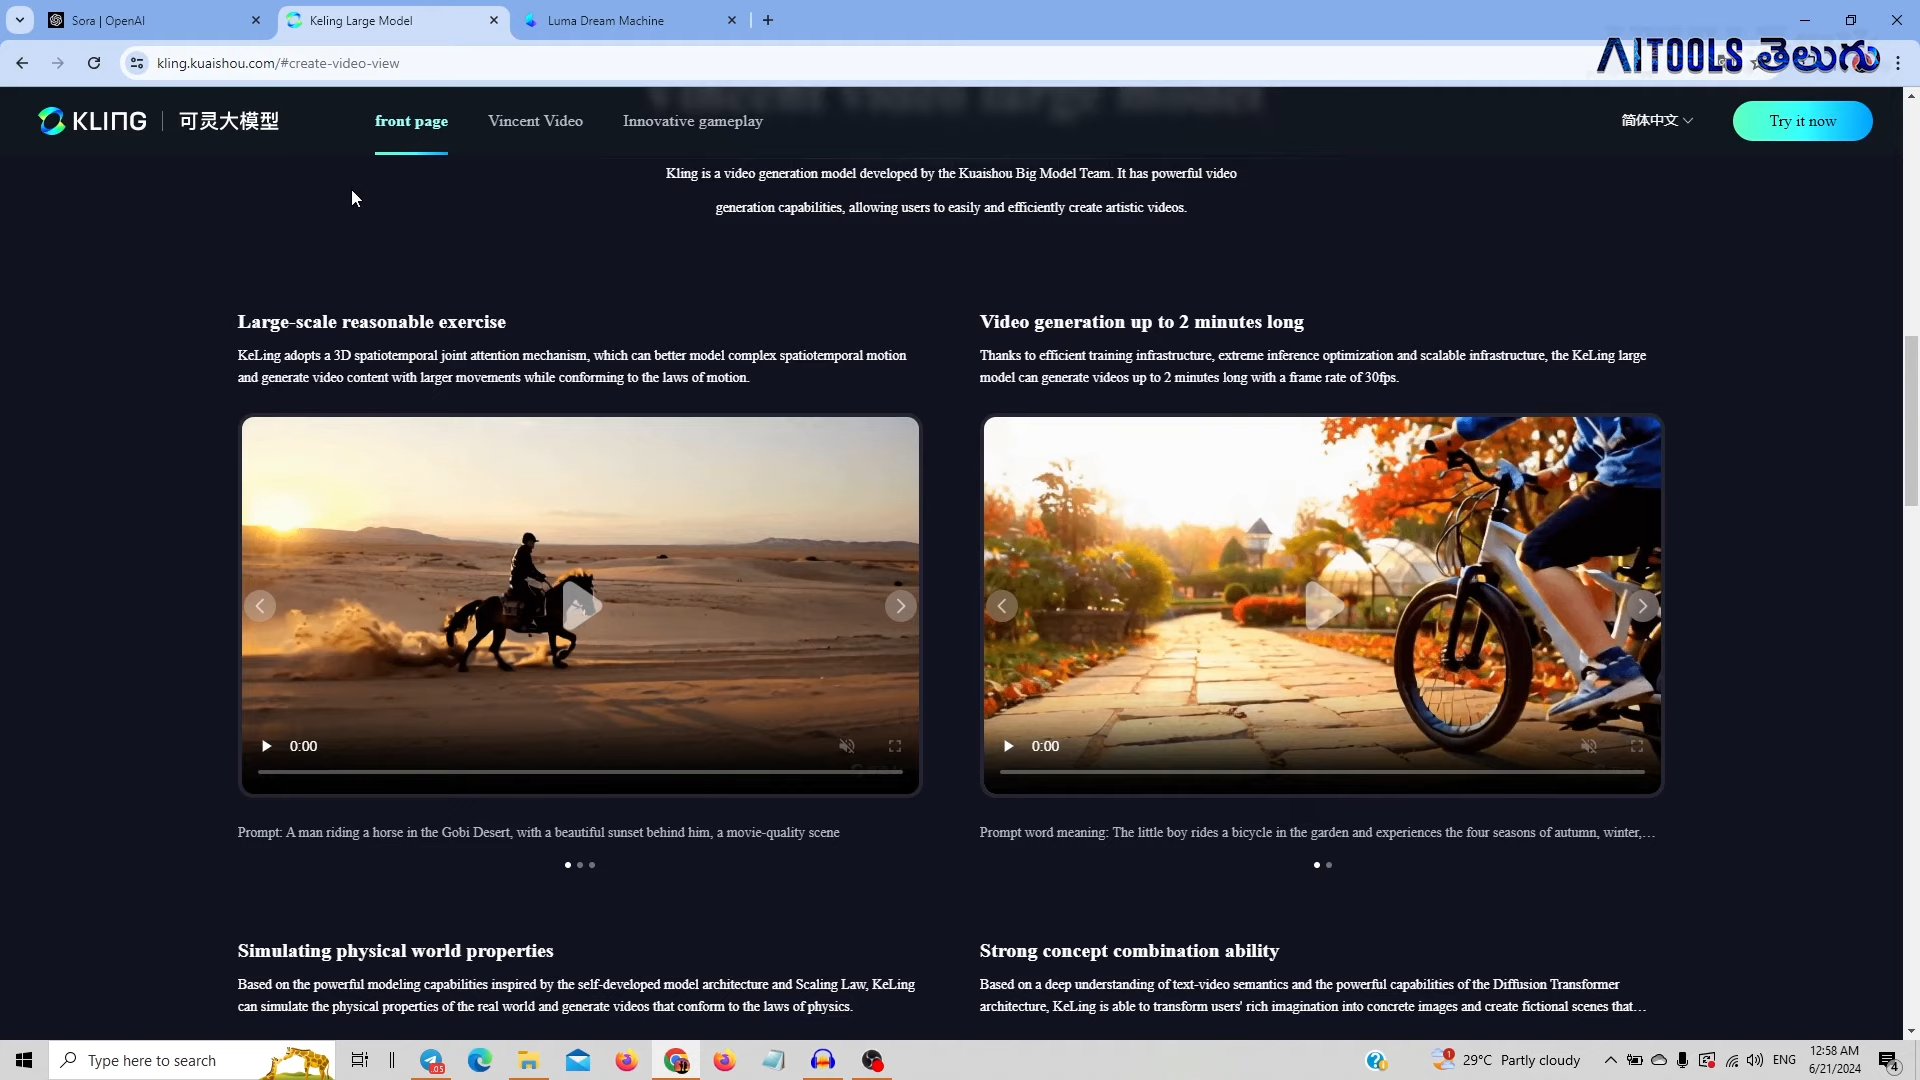 Sora | OpenAI
Keling Large Model
Luma Dream Machine
kling.kuaishou.com/#create-video-view
AITOOLS తెలుగు
KLING | 可灵大模型
front page
Vincent Video
Innovative gameplay
简体中文
Try it now
Kling is a video generation model developed by the Kuaishou Big Model Team. It has powerful video
generation capabilities, allowing users to easily and efficiently create artistic videos.
Large-scale reasonable exercise
KeLing adopts a 3D spatiotemporal joint attention mechanism, which can better model complex spatiotemporal motion
and generate video content with larger movements while conforming to the laws of motion.
0:00
Prompt: A man riding a horse in the Gobi Desert, with a beautiful sunset behind him, a movie-quality scene
Video generation up to 2 minutes long
Thanks to efficient training infrastructure, extreme inference optimization and scalable infrastructure, the KeLing large
model can generate videos up to 2 minutes long with a frame rate of 30fps.
0:00
Prompt word meaning: The little boy rides a bicycle in the garden and experiences the four seasons of autumn, winter,...
Simulating physical world properties
Based on the powerful modeling capabilities inspired by the self-developed model architecture and Scaling Law, KeLing
can simulate the physical properties of the real world and generate videos that conform to the laws of physics.
Strong concept combination ability
Based on a deep understanding of text-video semantics and the powerful capabilities of the Diffusion Transformer
architecture, KeLing is able to transform users' rich imagination into concrete images and create fictional scenes that...
Type here to search
.05
1
29°C Partly cloudy
ENG
12:58 AM
6/21/2024
4